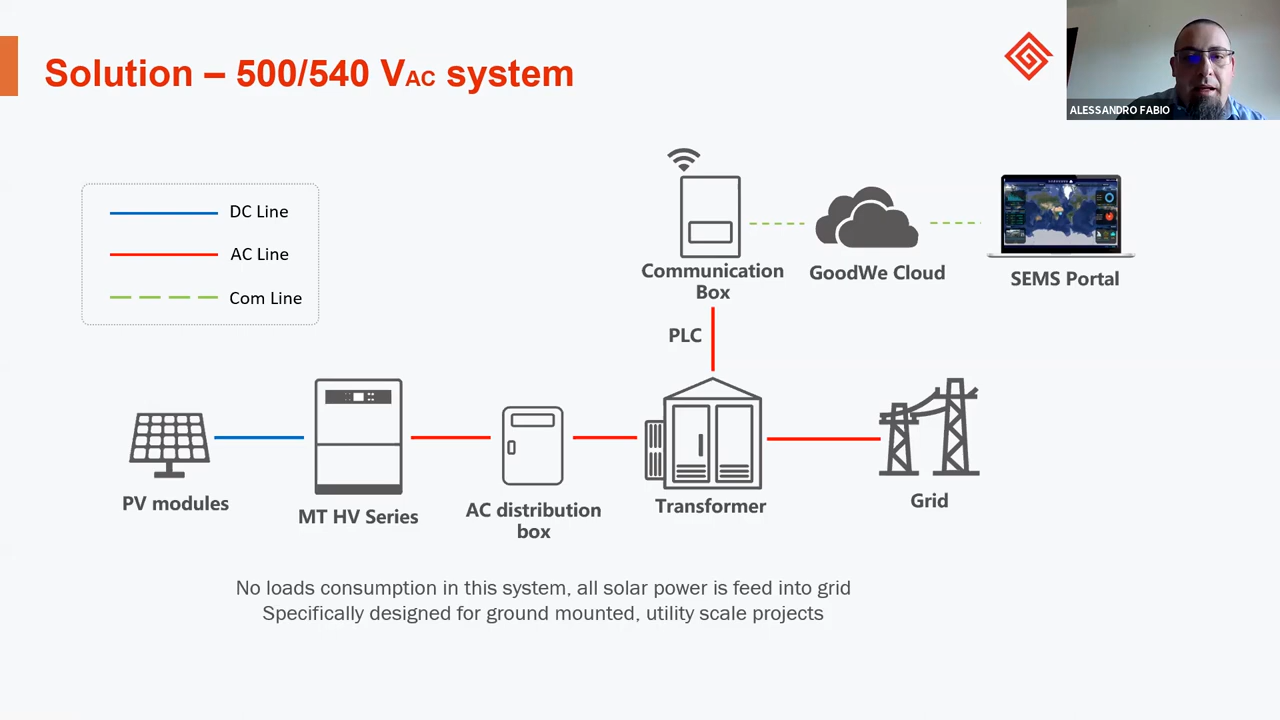 Solution – 500/540 VAC system
ALESSANDRO FABIO
DC Line
AC Line
Com Line
Communication
Box
GoodWe Cloud
SEMS Portal
PLC
PV modules
MT HV Series
AC distribution
box
Transformer
Grid
No loads consumption in this system, all solar power is feed into grid
Specifically designed for ground mounted, utility scale projects